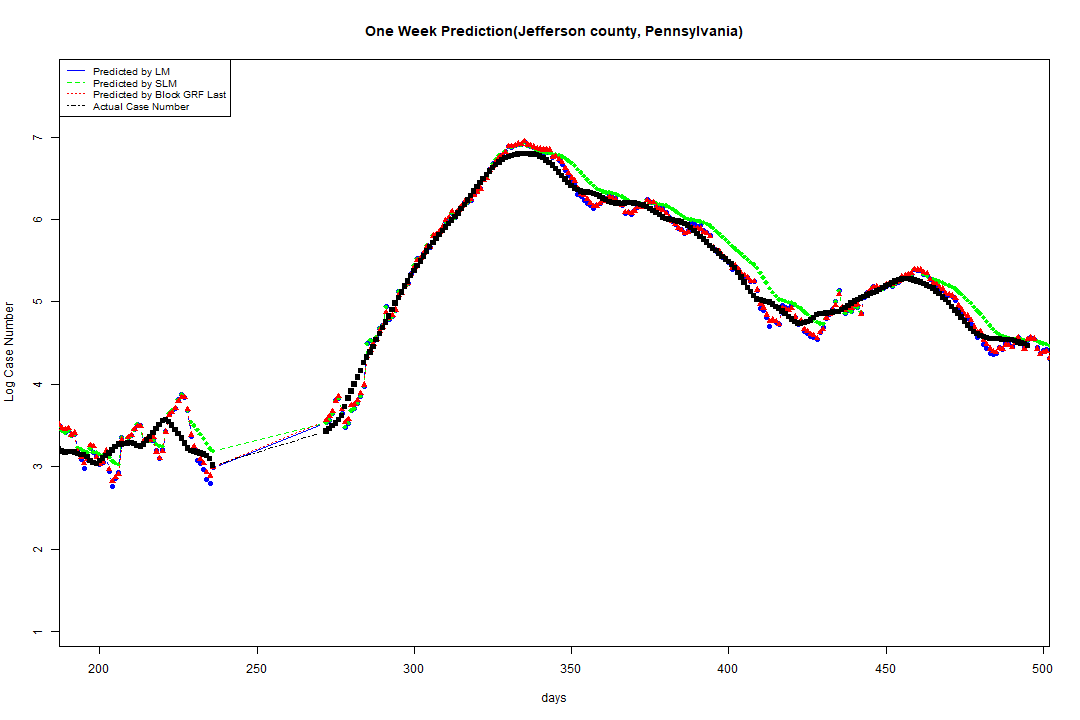 One Week Prediction(Jefferson county, Pennsylvania)
Predicted by LM
Predicted by SLM
Predicted by Block GRF Last
Actual Case Number
Log Case Number
7
6
5
4
3
2
1
200 250 300 350 400 450 500
days